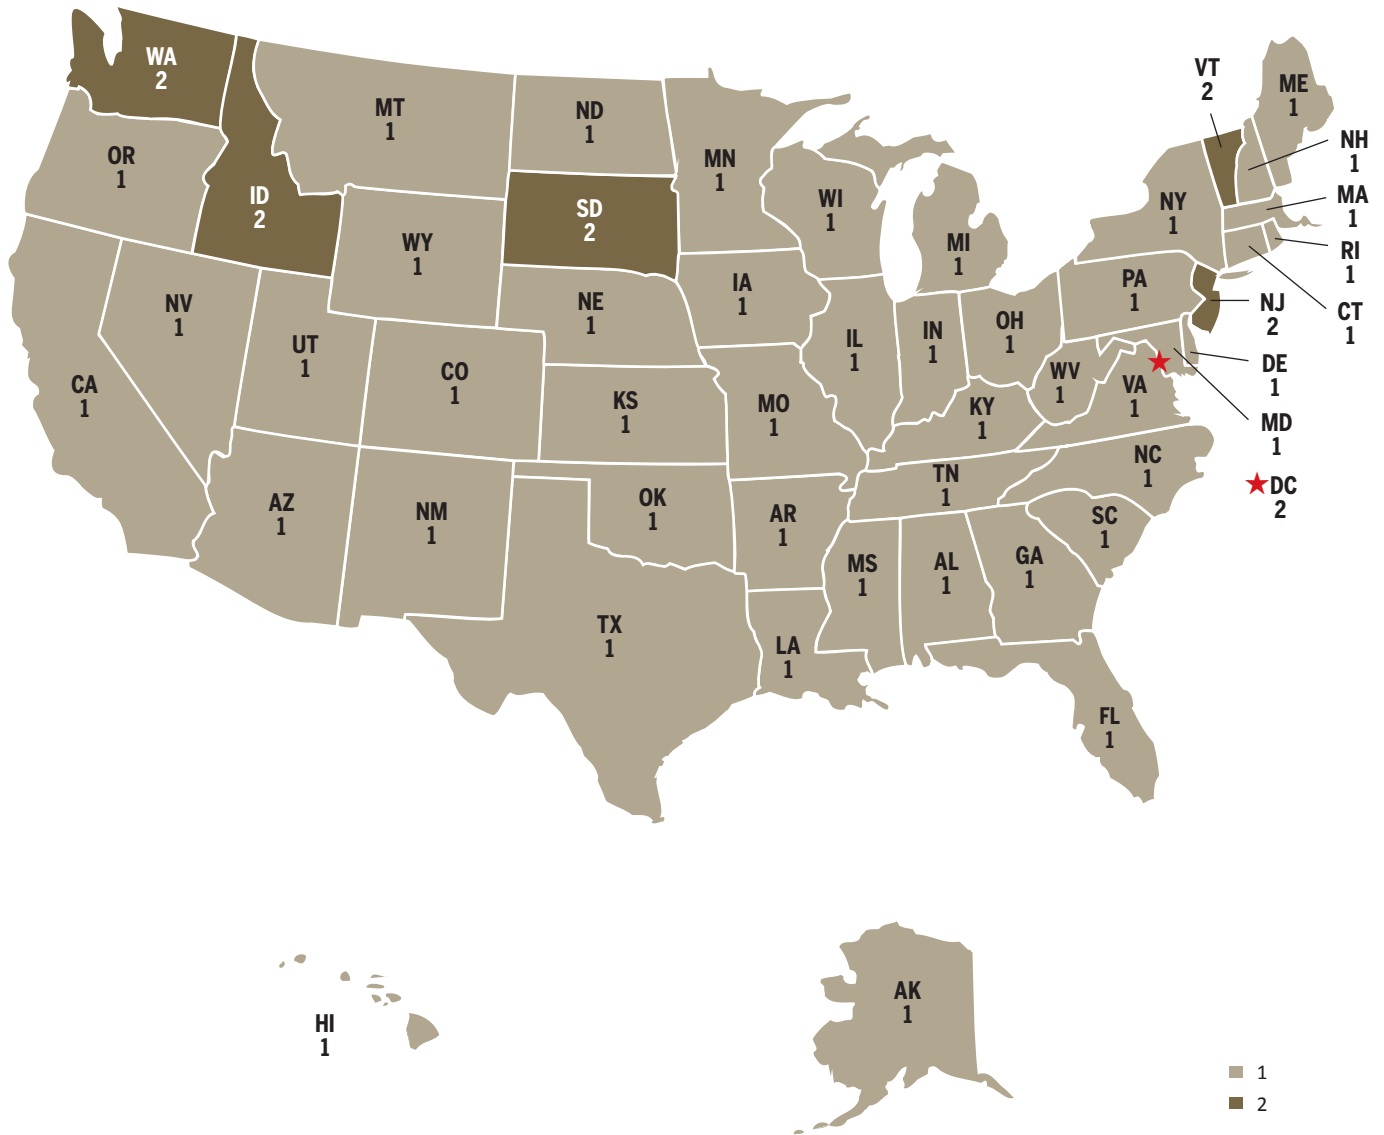 WA
2
VT
2
ME
1
MT
1
ND
1
OR
1
MN
1
NH
1
ID
2
SD
2
WI
1
NY
1
MA
1
WY
1
MI
1
RI
1
IA
1
PA
1
NV
1
NE
1
NJ
2
CT
1
UT
1
IL
1
IN
1
OH
1
CO
1
WV
1
VA
1
DE
1
CA
1
KS
1
MO
1
KY
1
MD
1
NC
1
TN
1
DC
2
AZ
1
NM
1
OK
1
AR
1
SC
1
MS
1
AL
1
GA
1
TX
1
LA
1
FL
1
AK
1
HI
1
1
2